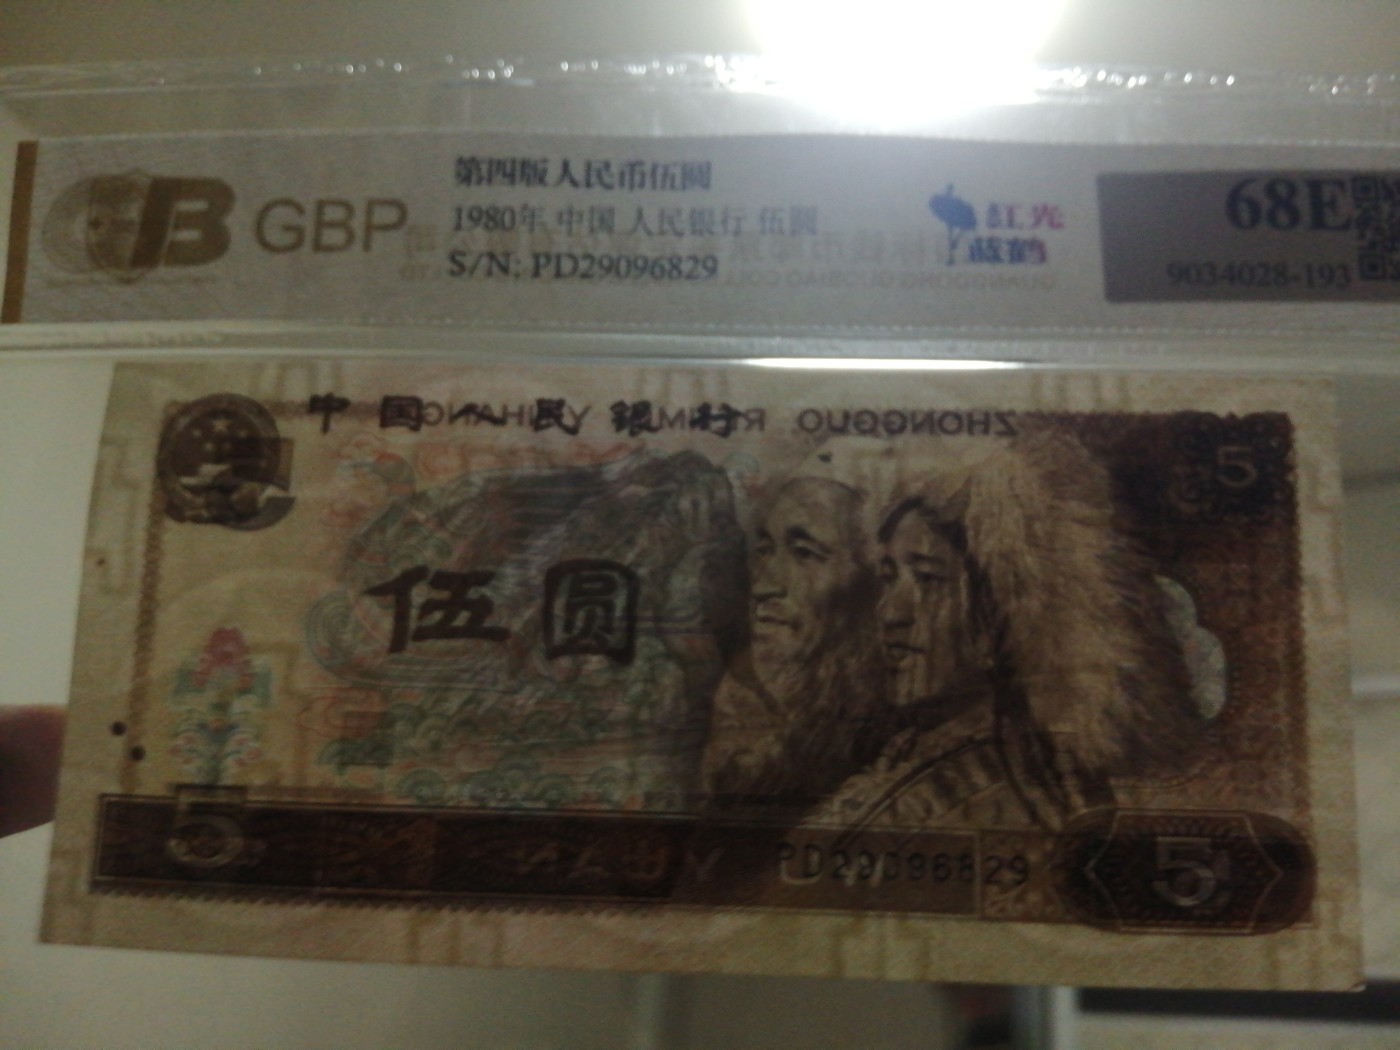 GBP
第四版人民币伍圆
1980年 中国人民银行 伍圆
S/N: PD29096829
红光
蓝鹤
68E
9034028-193
中国人民银行
ZHONGGUO RENMIN YINHANG
5
伍圆
5
PD29096829
5